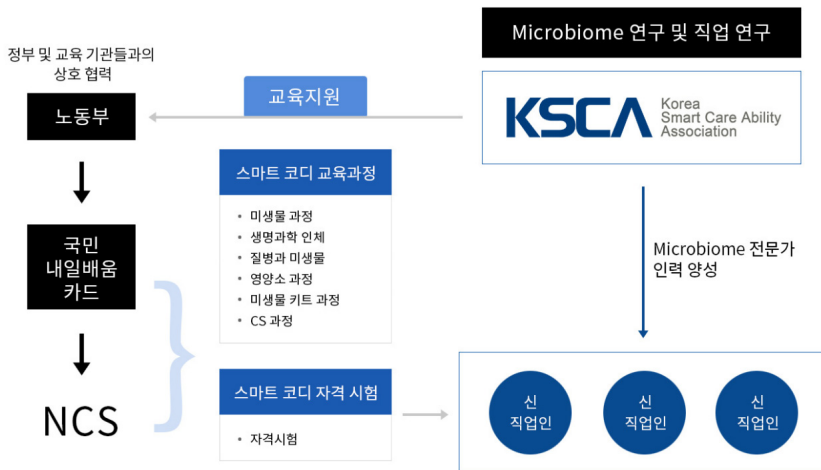 정부 및 교육 기관들과의
상호 협력
노동부
국민
내일배움
카드
NCS
교육지원
스마트 코디 교육과정
• 미생물 과정
• 생명과학 인체
• 질병과 미생물
• 영양소 과정
• 미생물 키트 과정
• CS 과정
스마트 코디 자격 시험
• 자격시험
Microbiome 연구 및 직업 연구
KSCA
Korea
Smart Care Ability
Association
Microbiome 전문가
인력 양성
신
직업인
신
직업인
신
직업인